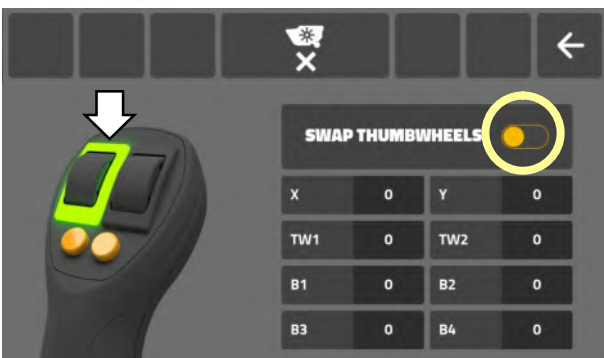 SWAP THUMBWHEELS
X 0 Y 0
TW1 0 TW2 0
B1 0 B2 0
B3 0 B4 0